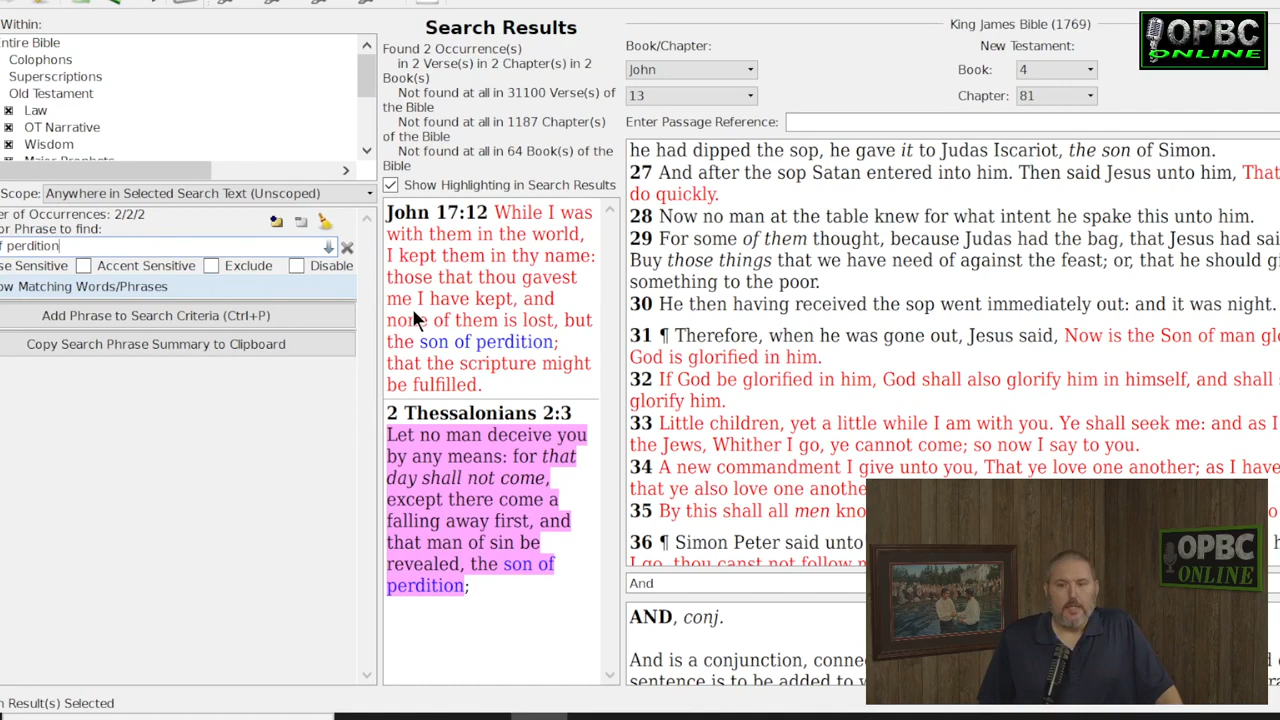 Within:
ntire Bible
Colophons
Superscriptions
Old Testament
Law
OT Narrative
Wisdom
Major Prophets
Scope: Anywhere in Selected Search Text (Unscoped)
er of Occurrences: 2/2/2
or Phrase to find:
f perdition
se Sensitive Accent Sensitive Exclude Disable
ow Matching Words/Phrases
Add Phrase to Search Criteria (Ctrl+P)
Copy Search Phrase Summary to Clipboard
Result(s) Selected
Search Results
Found 2 Occurrence(s)
in 2 Verse(s) in 2 Chapter(s) in 2
Book(s)
Not found at all in 31100 Verse(s) of
the Bible
Not found at all in 1187 Chapter(s)
of the Bible
Not found at all in 64 Book(s) of the
Bible
Show Highlighting in Search Results
John 17:12 While I was
with them in the world,
I kept them in thy name:
those that thou gavest
me I have kept, and
none of them is lost, but
the son of perdition;
that the scripture might
be fulfilled.
2 Thessalonians 2:3
Let no man deceive you
by any means: for that
day shall not come,
except there come a
falling away first, and
that man of sin be
revealed, the son of
perdition;
King James Bible (1769)
Book/Chapter: New Testament:
John Book: 4
13 Chapter: 81
Enter Passage Reference:
he had dipped the sop, he gave it to Judas Iscariot, the son of Simon.
27 And after the sop Satan entered into him. Then said Jesus unto him, That
do quickly.
28 Now no man at the table knew for what intent he spake this unto him.
29 For some of them thought, because Judas had the bag, that Jesus had sai
Buy those things that we have need of against the feast; or, that he should gi
something to the poor.
30 He then having received the sop went immediately out: and it was night.
31 ¶ Therefore, when he was gone out, Jesus said, Now is the Son of man glo
God is glorified in him.
32 If God be glorified in him, God shall also glorify him in himself, and shall
glorify him.
33 Little children, yet a little while I am with you. Ye shall seek me: and as I
the Jews, Whither I go, ye cannot come; so now I say to you.
34 A new commandment I give unto you, That ye love one another; as I have
that ye also love one anothe
35 By this shall all men kno
36 ¶ Simon Peter said unto
I go, thou canst not follow m
And
AND, conj.
And is a conjunction, conne
sentence is to be added to
OPBC
ONLINE
OPBC
ONLINE